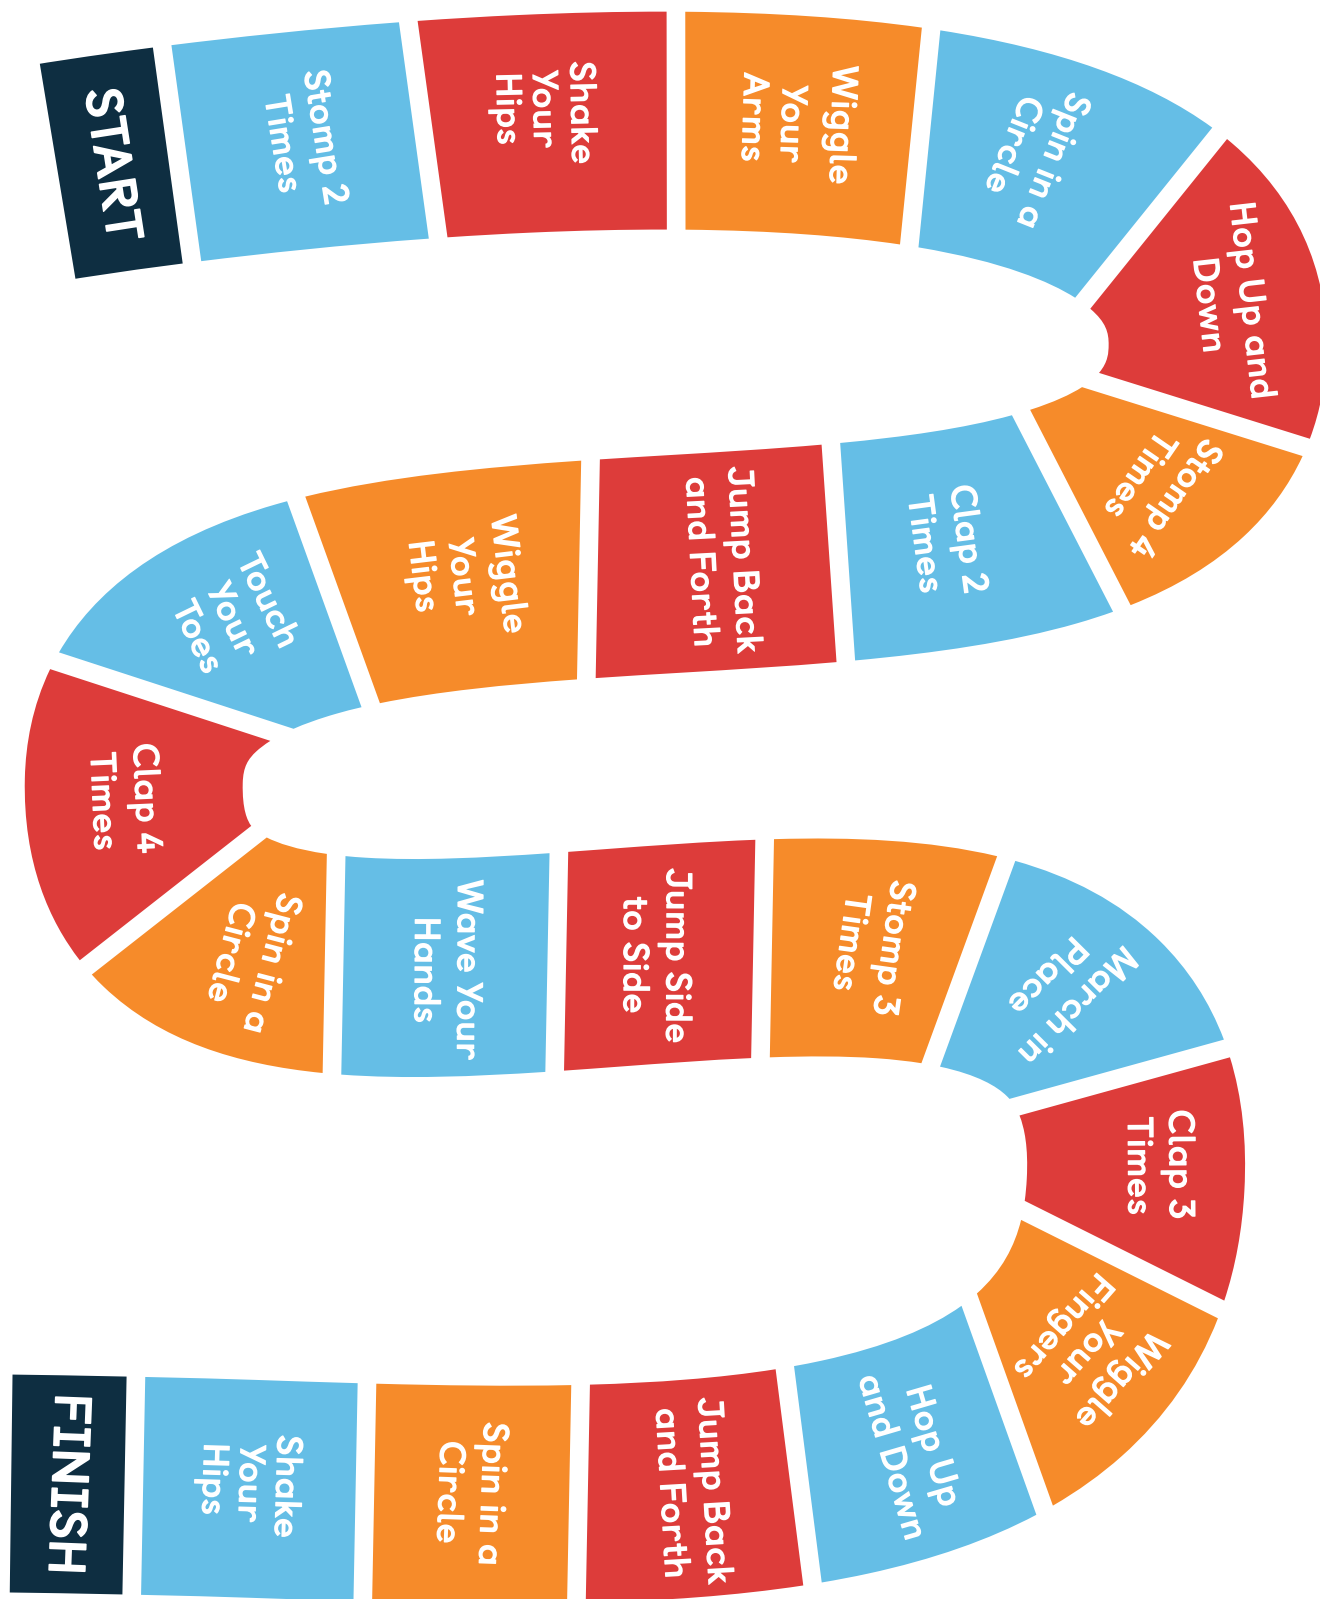 START
Stomp 2
Times
Shake
Your
Hips
Wiggle
Your
Arms
Spin in a
Circle
Hop Up and
Down
Stomp 4
Times
Clap 2
Times
Jump Back
and Forth
Wiggle
Your
Hips
Touch
Your
Toes
Clap 4
Times
Spin in a
Circle
Wave Your
Hands
Jump Side
to Side
Stomp 3
Times
March in
Place
Clap 3
Times
Wiggle
Your
Fingers
Hop Up
and Down
Jump Back
and Forth
Spin in a
Circle
Shake
Your
Hips
FINISH